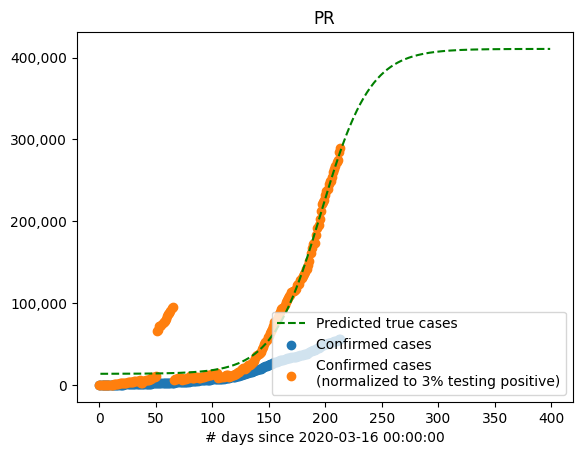 PR
400,000
300,000
200,000
100,000
0
Predicted true cases
Confirmed cases
Confirmed cases
(normalized to 3% testing positive)
0 50 100 150 200 250 300 350 400
# days since 2020-03-16 00:00:00